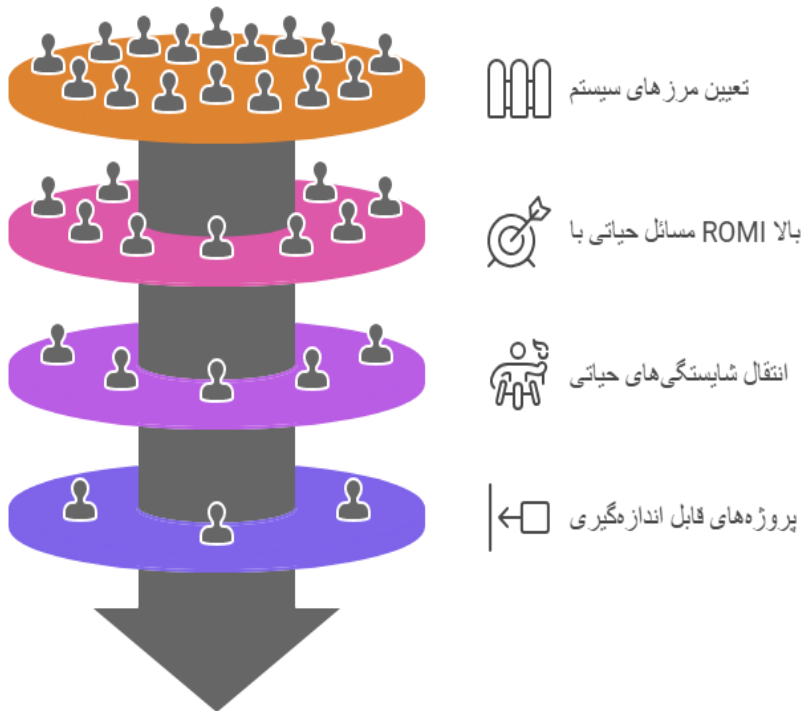 تعیین مرزهای سیستم
مسائل حیاتی با ROMI بالا
انتقال شایستگی‌های حیاتی
پروژه‌های قابل اندازه‌گیری